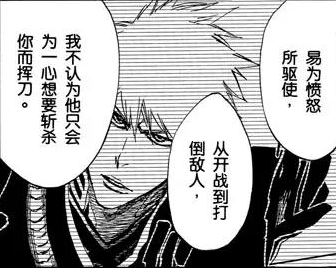 易为愤怒
所驱使，
从开战到打
倒敌人，
我不认为他只会
为一心想要斩杀
你而挥刀。